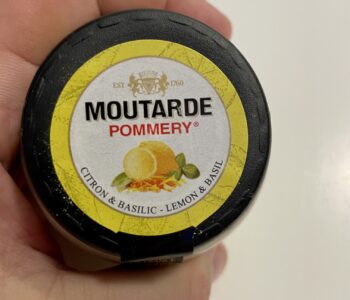 EST 1760
MOUTARDE
POMMERY®
CITRON & BASILIC - LEMON & BASIL